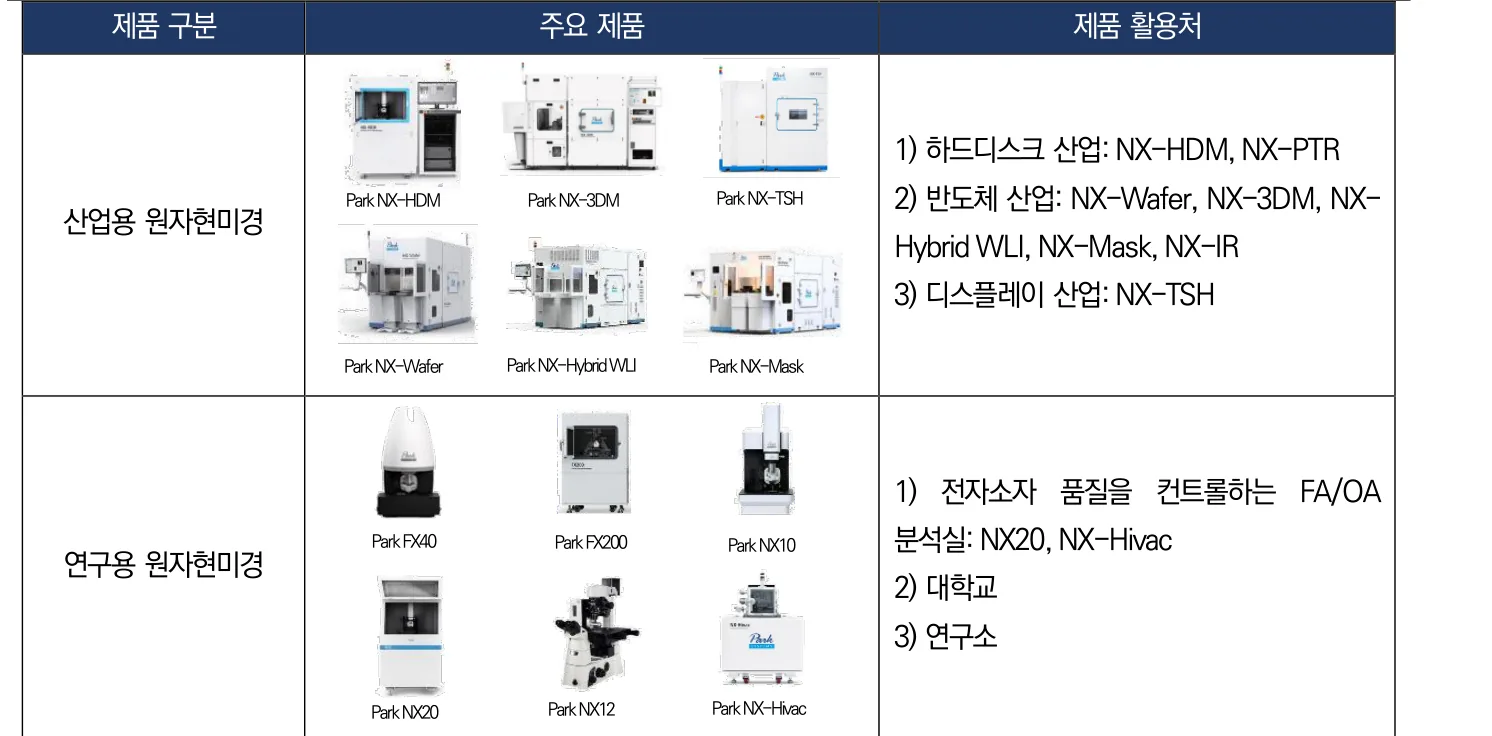 제품 구분
주요 제품
제품 활용처
산업용 원자현미경
Park NX-HDM
Park NX-3DM
Park NX-TSH
Park NX-Wafer
Park NX-Hybrid WLI
Park NX-Mask
1) 하드디스크 산업: NX-HDM, NX-PTR
2) 반도체 산업: NX-Wafer, NX-3DM, NX-
Hybrid WLI, NX-Mask, NX-IR
3) 디스플레이 산업: NX-TSH
연구용 원자현미경
Park
Park FX40
Park FX200
Park NX10
Park NX20
Park NX12
NX-Hivac
Park
Park NX-Hivac
1) 전자소자 품질을 컨트롤하는 FA/OA
분석실: NX20, NX-Hivac
2) 대학교
3) 연구소